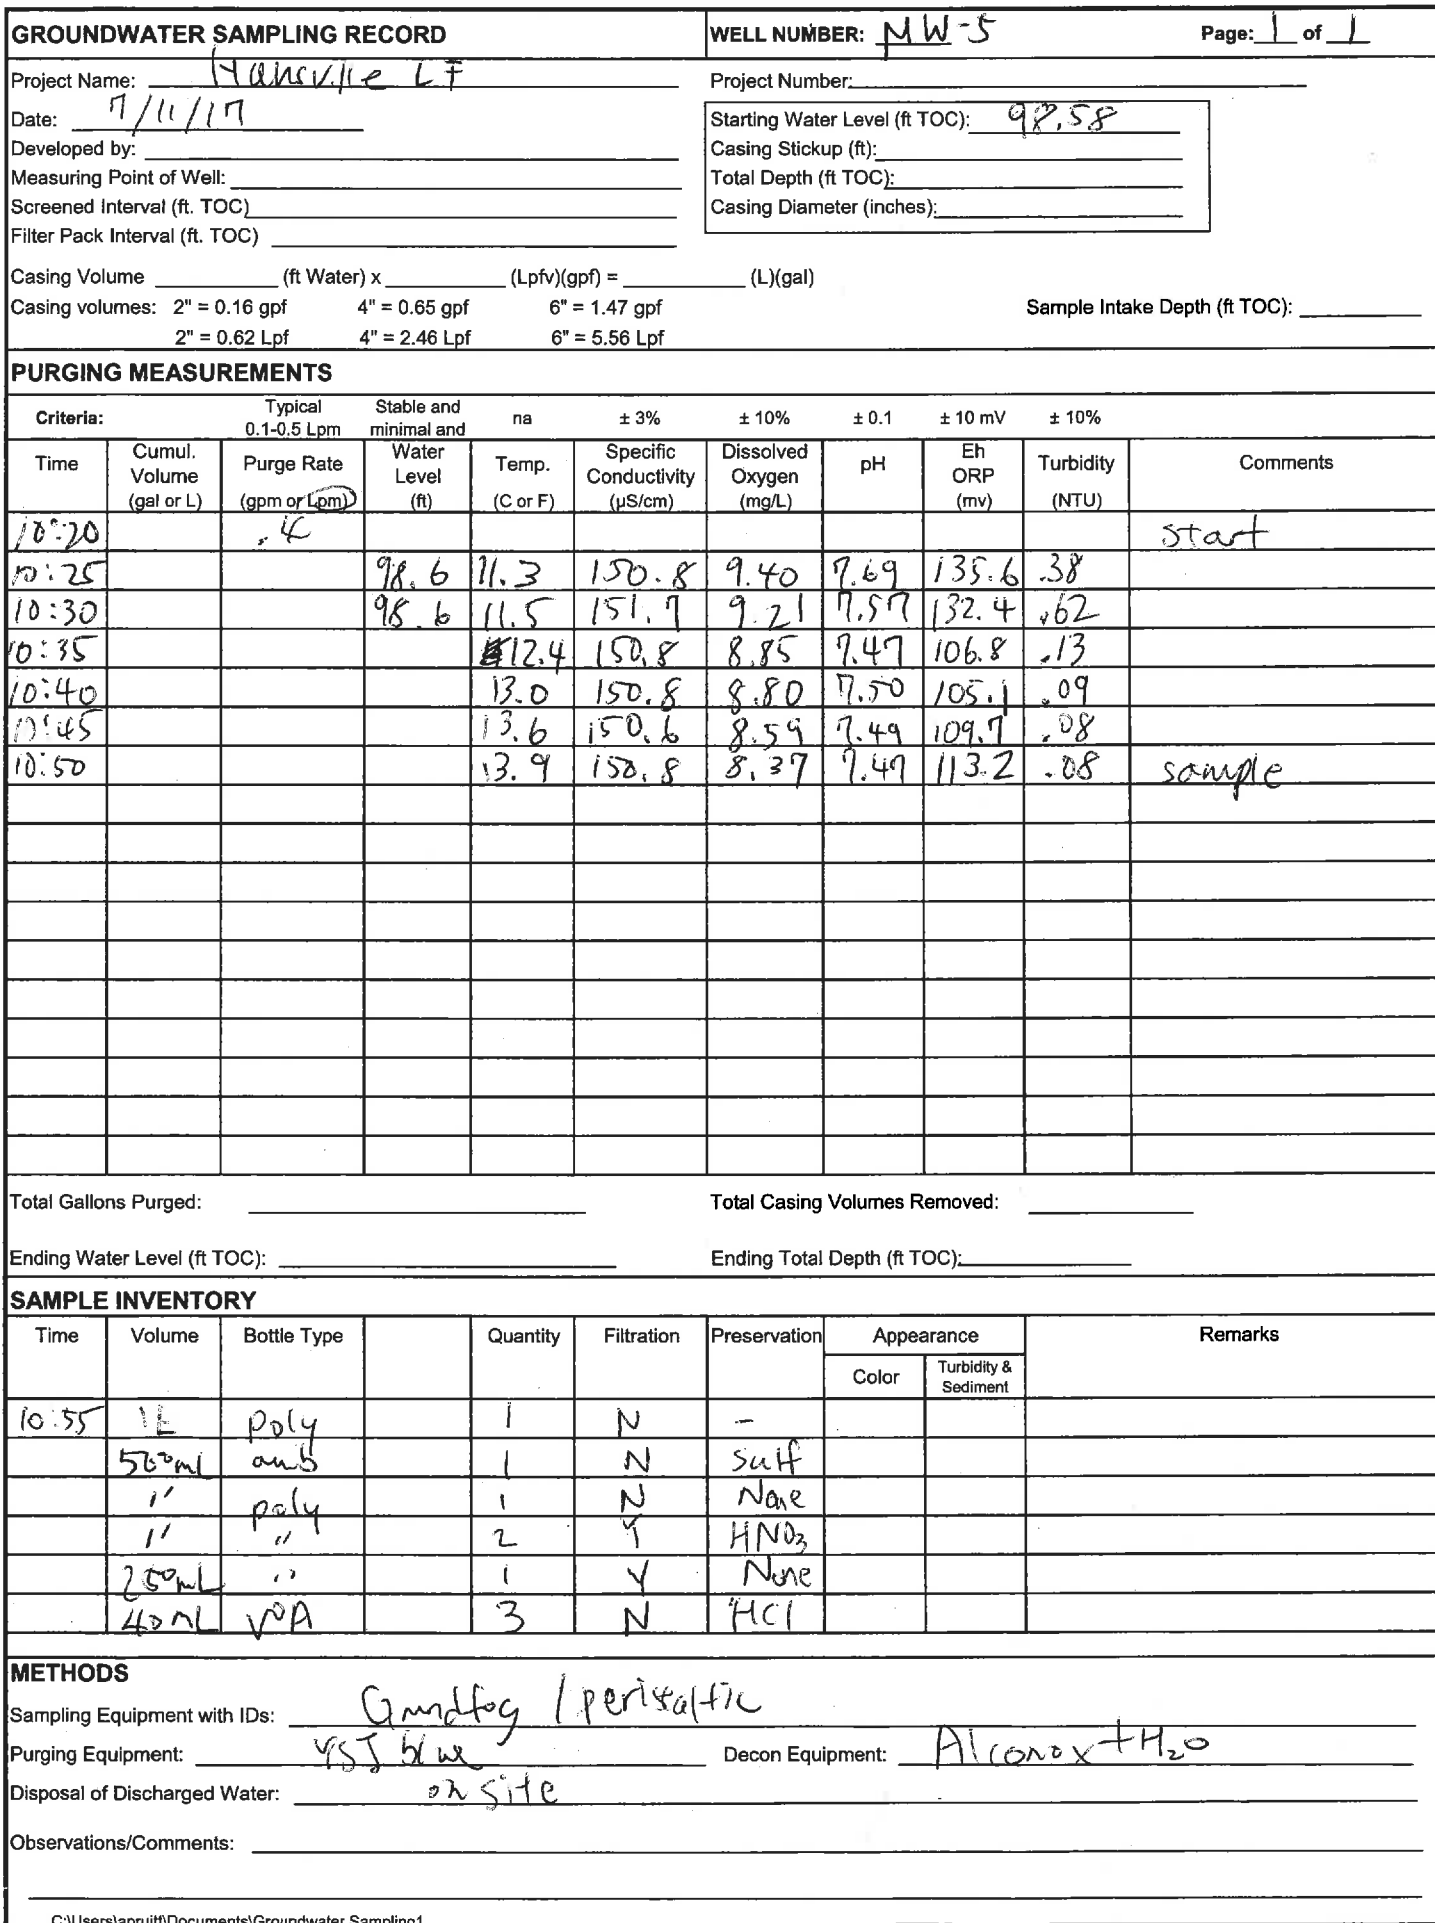 GROUNDWATER SAMPLING RECORD WELL NUMBER: MW-5 Page: 1 of 1
Project Name: Hansville LF Project Number:
Date: 7/11/17 Starting Water Level (ft TOC): 98.58
Developed by: Casing Stickup (ft):
Measuring Point of Well: Total Depth (ft TOC):
Screened Interval (ft. TOC) Casing Diameter (inches):
Filter Pack Interval (ft. TOC)
Casing Volume (ft Water) x (Lpfv)(gpf) = (L)(gal)
Casing volumes: 2" = 0.16 gpf 4" = 0.65 gpf 6" = 1.47 gpf Sample Intake Depth (ft TOC):
2" = 0.62 Lpf 4" = 2.46 Lpf 6" = 5.56 Lpf
PURGING MEASUREMENTS
Criteria: Typical 0.1-0.5 Lpm Stable and minimal and na ± 3% ± 10% ± 0.1 ± 10 mV ± 10%
Time Cumul. Volume (gal or L) Purge Rate (gpm or Lpm) Water Level (ft) Temp. (C or F) Specific Conductivity (µS/cm) Dissolved Oxygen (mg/L) pH Eh ORP (mv) Turbidity (NTU) Comments
10:20 .4 start
10:25 98.6 11.3 150.8 9.40 7.69 135.6 .38
10:30 98.6 11.5 151.7 9.21 7.57 132.4 .62
10:35 12.4 150.8 8.85 7.47 106.8 .13
10:40 13.0 150.8 8.80 7.50 105.1 .09
10:45 13.6 150.6 8.59 7.49 109.7 .08
10:50 13.9 150.8 8.37 7.47 113.2 .08 sample
Total Gallons Purged: Total Casing Volumes Removed:
Ending Water Level (ft TOC): Ending Total Depth (ft TOC):
SAMPLE INVENTORY
Time Volume Bottle Type Quantity Filtration Preservation Appearance Remarks
Color Turbidity & Sediment
10:55 1L poly 1 N -
500mL amb 1 N Sulf
" poly 1 N None
" " 2 Y HNO3
250mL " 1 Y None
40mL VOA 3 N HCl
METHODS
Sampling Equipment with IDs: / peristaltic
Purging Equipment: YSI blue Decon Equipment: Alconox + H2O
Disposal of Discharged Water: on site
Observations/Comments:
C:\Users\apruitt\Documents\Groundwater Sampling1